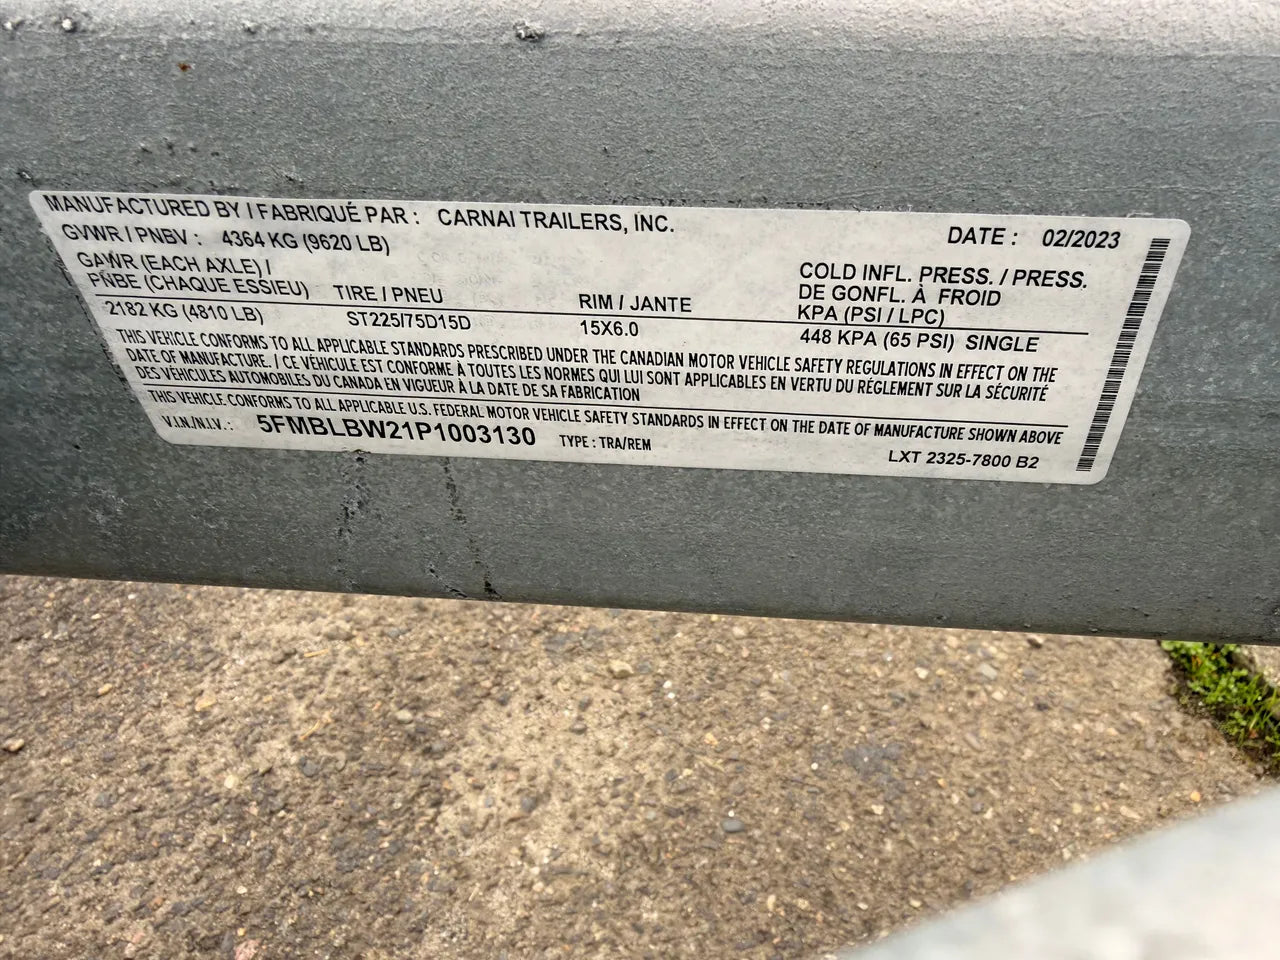 MANUFACTURED BY / FABRIQUÉ PAR : CARNAI TRAILERS, INC.
GVWR / PNBV : 4364 KG (9620 LB)
DATE : 02/2023
GAWR (EACH AXLE) /
PNBE (CHAQUE ESSIEU) TIRE / PNEU RIM / JANTE
COLD INFL. PRESS. / PRESS.
DE GONFL. À FROID
KPA (PSI / LPC)
2182 KG (4810 LB) ST225/75D15D 15X6.0 448 KPA (65 PSI) SINGLE
THIS VEHICLE CONFORMS TO ALL APPLICABLE STANDARDS PRESCRIBED UNDER THE CANADIAN MOTOR VEHICLE SAFETY REGULATIONS IN EFFECT ON THE
DATE OF MANUFACTURE. / CE VÉHICULE EST CONFORME À TOUTES LES NORMES QUI LUI SONT APPLICABLES EN VERTU DU RÉGLEMENT SUR LA SÉCURITÉ
DES VÉHICULES AUTOMOBILES DU CANADA EN VIGUEUR À LA DATE DE SA FABRICATION
THIS VEHICLE CONFORMS TO ALL APPLICABLE U.S. FEDERAL MOTOR VEHICLE SAFETY STANDARDS IN EFFECT ON THE DATE OF MANUFACTURE SHOWN ABOVE
V.I.N./N.I.V. : 5FMBLBW21P1003130 TYPE : TRA/REM
LXT 2325-7800 B2